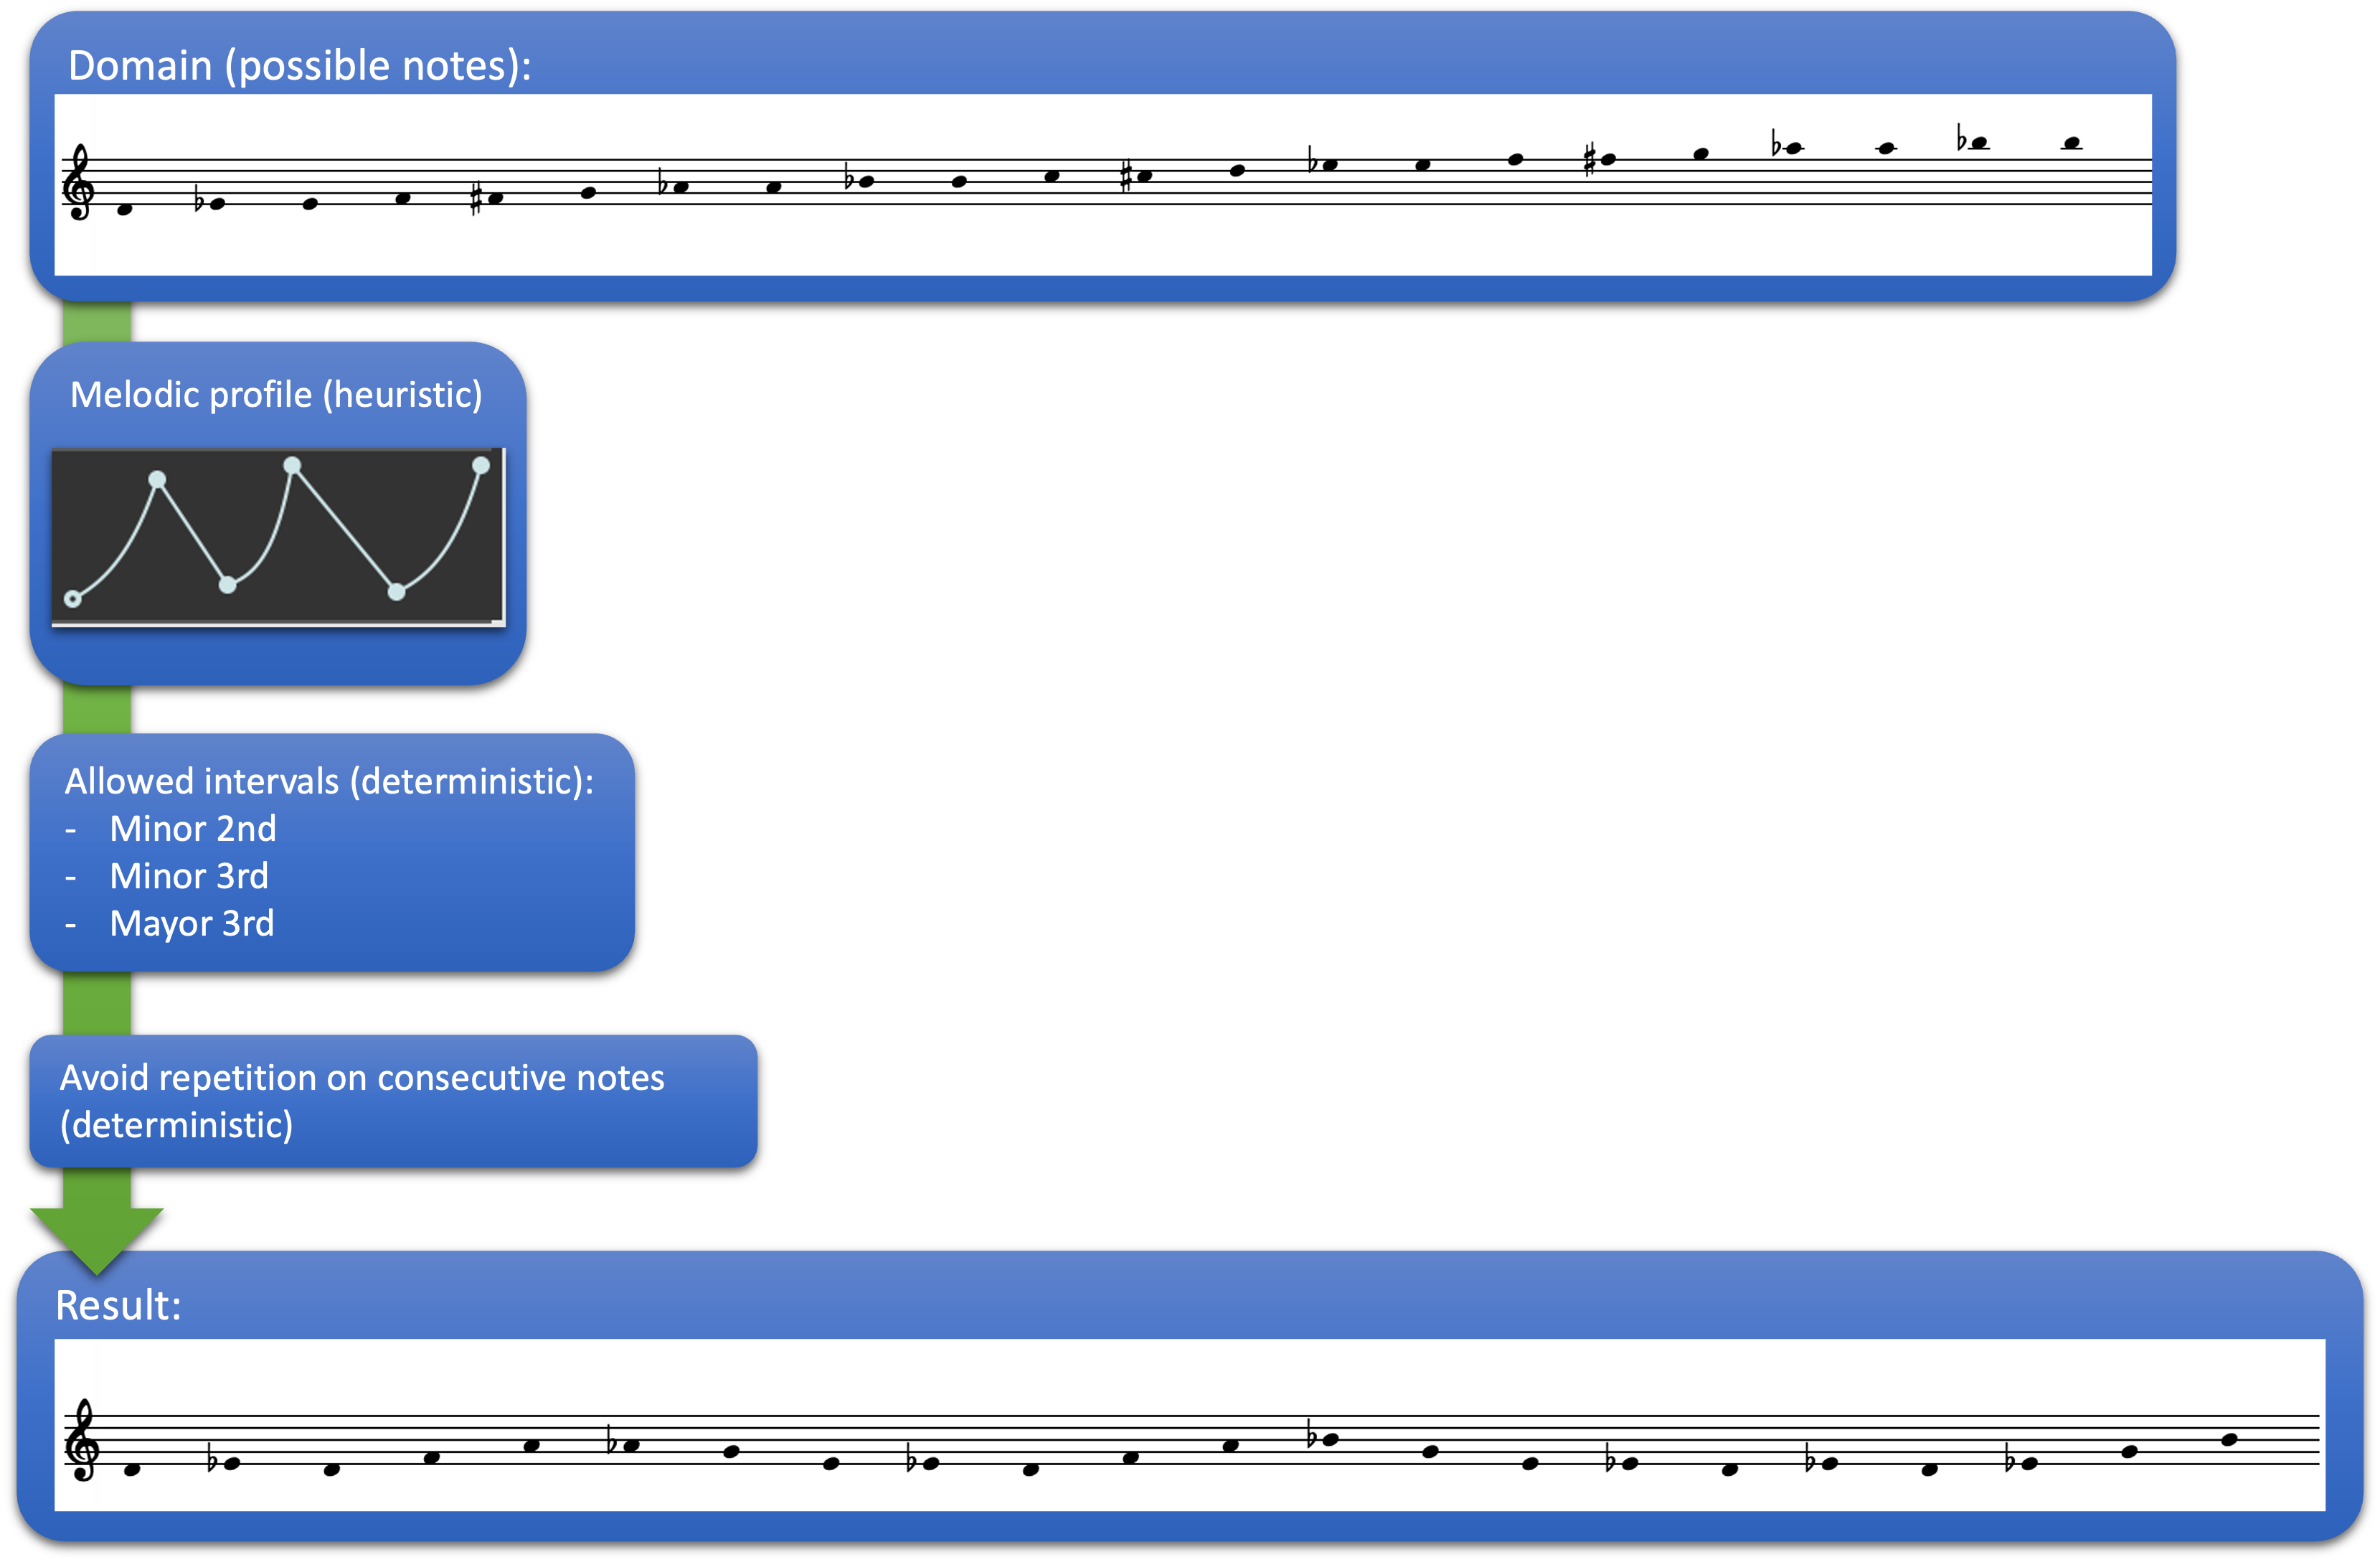 Domain (possible notes):
Melodic profile (heuristic)
Allowed intervals (deterministic):
- Minor 2nd
- Minor 3rd
- Mayor 3rd
Avoid repetition on consecutive notes
(deterministic)
Result: